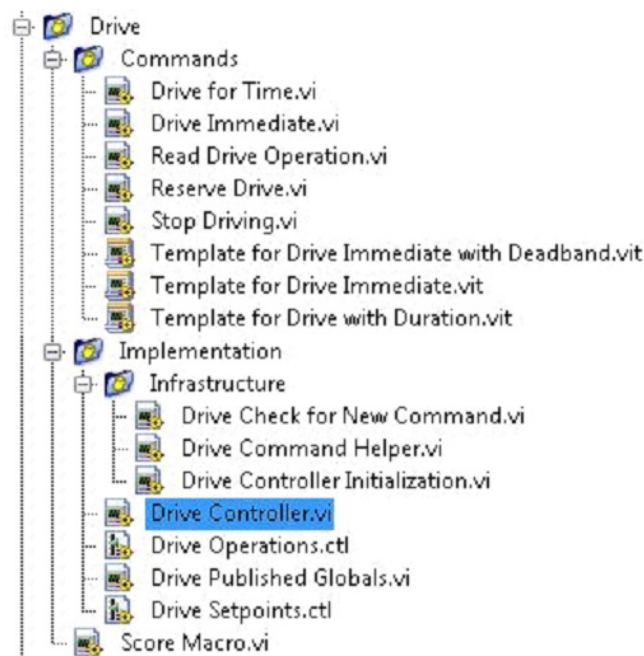 Drive
Commands
Drive for Time.vi
Drive Immediate.vi
Read Drive Operation.vi
Reserve Drive.vi
Stop Driving.vi
Template for Drive Immediate with Deadband.vit
Template for Drive Immediate.vit
Template for Drive with Duration.vit
Implementation
Infrastructure
Drive Check for New Command.vi
Drive Command Helper.vi
Drive Controller Initialization.vi
Drive Controller.vi
Drive Operations.ctl
Drive Published Globals.vi
Drive Setpoints.ctl
Score Macro.vi